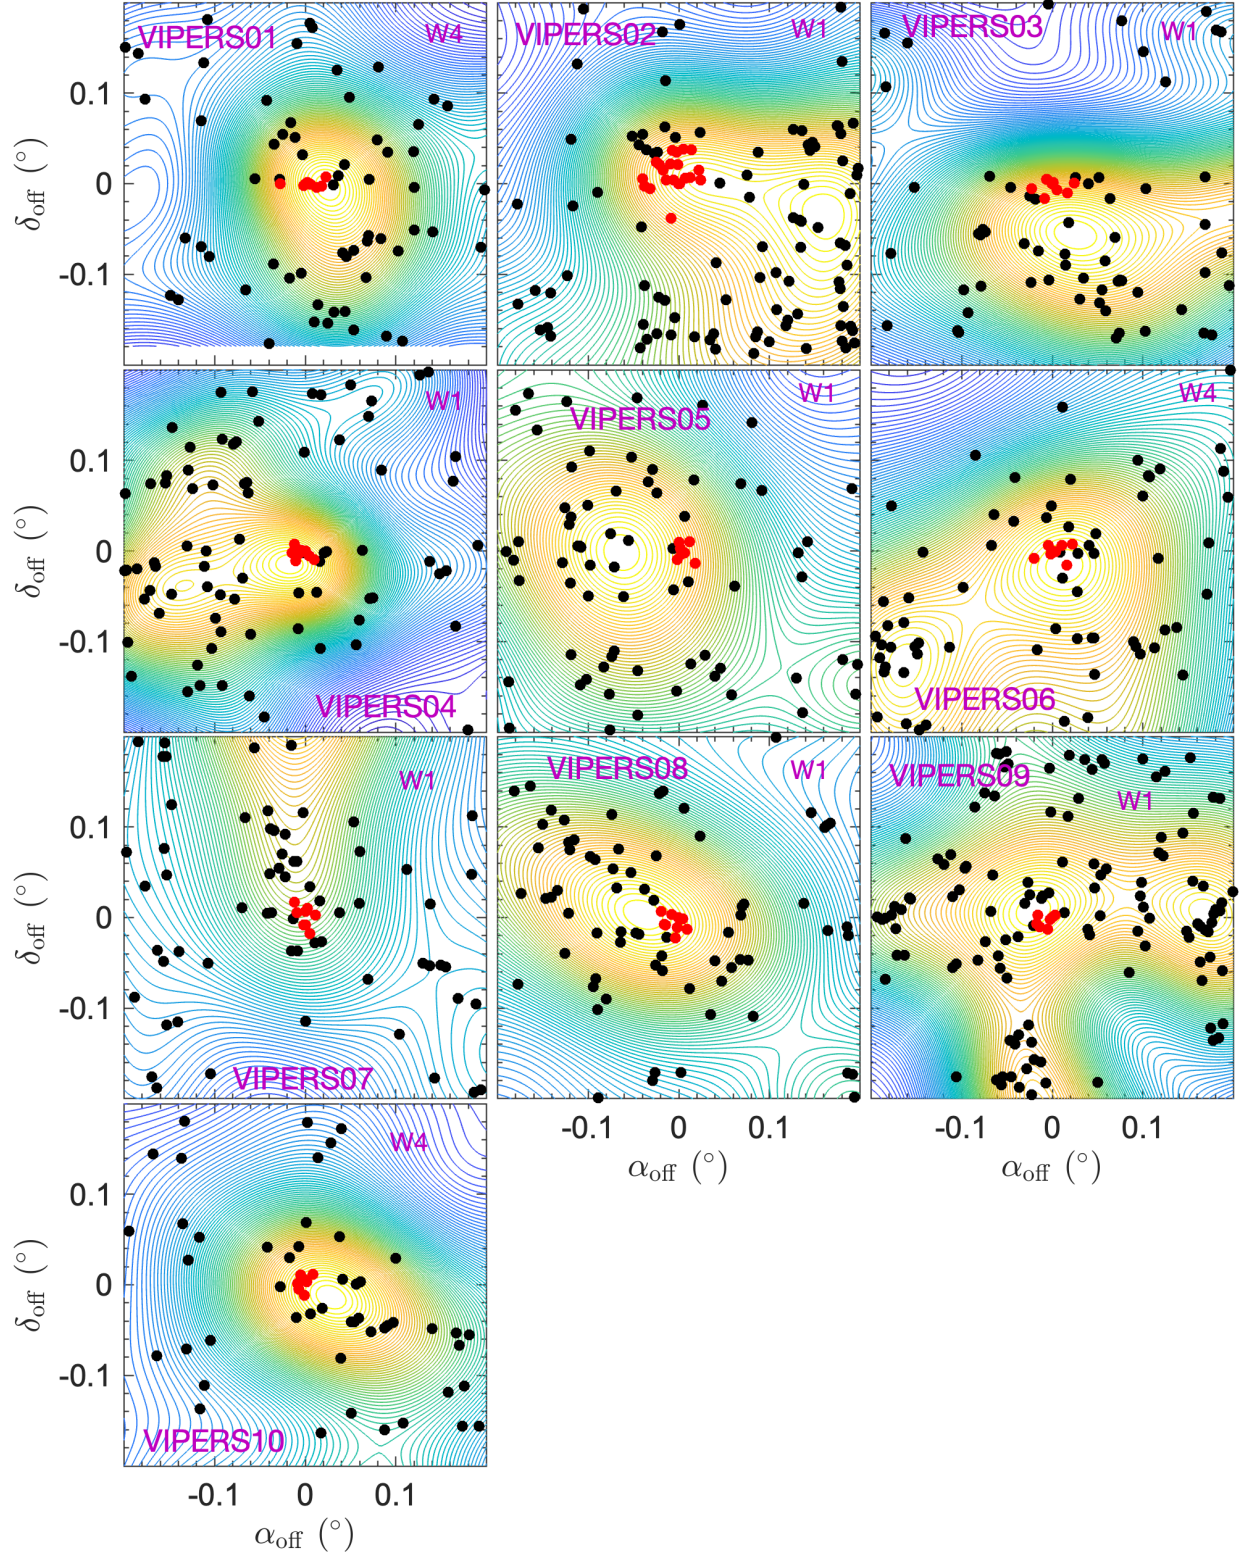 VIPERS01 W4
VIPERS02 W1
VIPERS03 W1
0.1
0
-0.1
δoff (°)
VIPERS04 W1
VIPERS05 W1
VIPERS06 W4
0.1
0
-0.1
δoff (°)
VIPERS07 W1
VIPERS08 W1
VIPERS09 W1
0.1
0
-0.1
δoff (°)
-0.1 0 0.1
αoff (°)
-0.1 0 0.1
αoff (°)
VIPERS10 W4
0.1
0
-0.1
δoff (°)
-0.1 0 0.1
αoff (°)